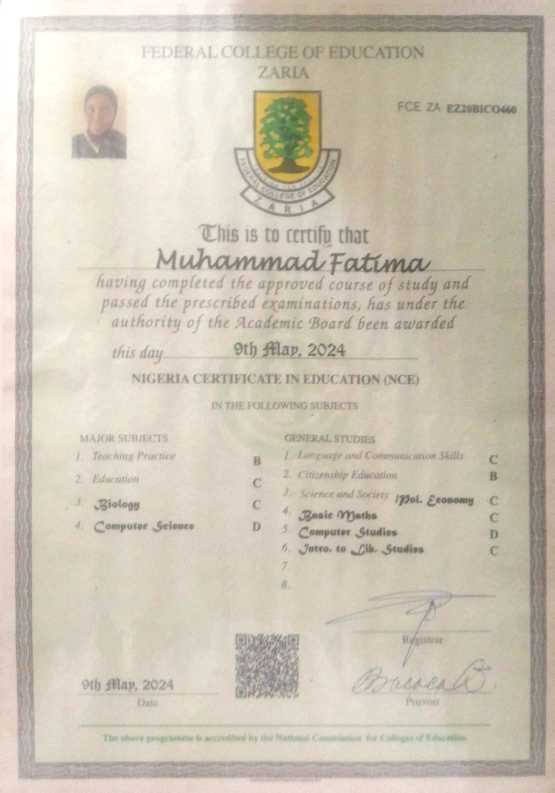 FEDERAL COLLEGE OF EDUCATION
ZARIA
FCE ZA EZ20BICO460
FEDERAL COLLEGE OF EDUCATION
ZARIA
This is to certify that
Muhammad Fatima
having completed the approved course of study and
passed the prescribed examinations, has under the
authority of the Academic Board been awarded
this day 9th May, 2024
NIGERIA CERTIFICATE IN EDUCATION (NCE)
IN THE FOLLOWING SUBJECTS
MAJOR SUBJECTS
1. Teaching Practice B
2. Education C
3. Biology C
4. Computer Science D
GENERAL STUDIES
1. Language and Communication Skills C
2. Citizenship Education B
3. Science and Society /Pol. Economy C
4. Basic Maths C
5. Computer Studies D
6. Intro. to Lib. Studies C
7.
8.
Registrar
9th May, 2024
Date
Provost
The above programme is accredited by the National Commission for Colleges of Education